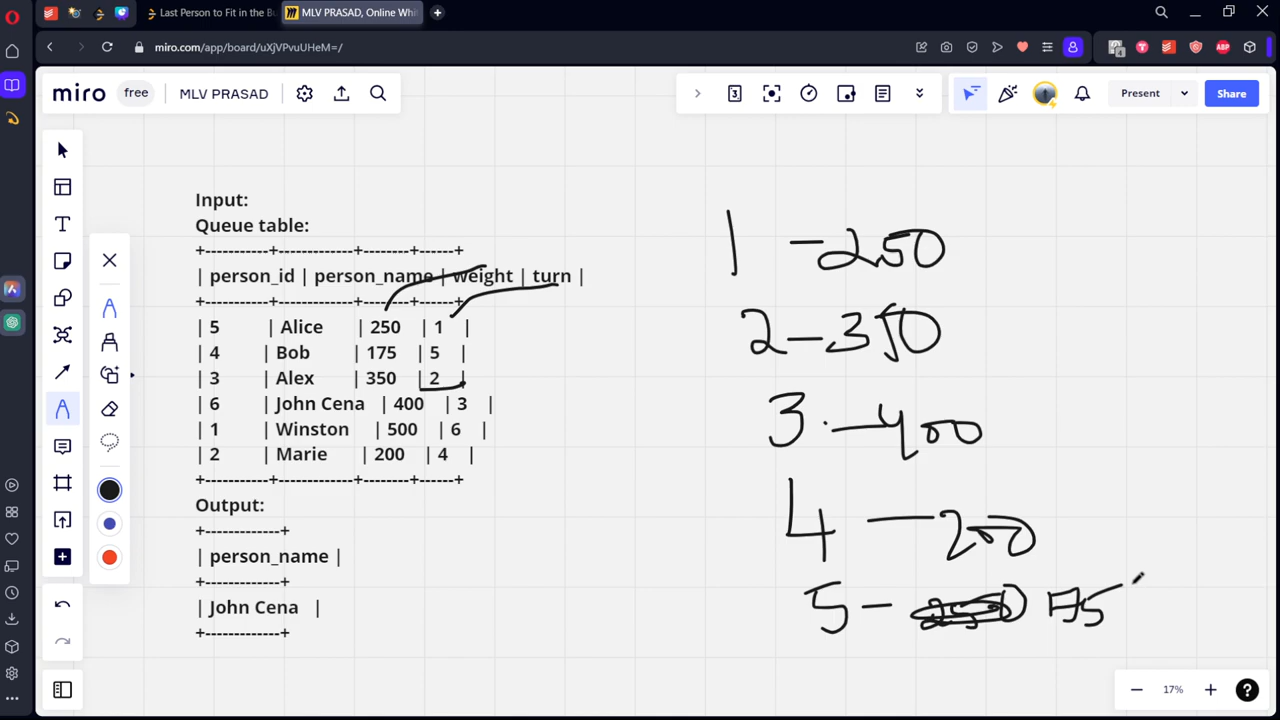 Last Person to Fit in the Bu
MLV PRASAD, Online Whi
miro.com/app/board/uXjVPvuUHeM=/
miro free MLV PRASAD
3 Present Share
Input:
Queue table:
+-----------+-------------+--------+------+
| person_id | person_name | weight | turn |
+-----------+-------------+--------+------+
| 5 | Alice | 250 | 1 |
| 4 | Bob | 175 | 5 |
| 3 | Alex | 350 | 2 |
| 6 | John Cena | 400 | 3 |
| 1 | Winston | 500 | 6 |
| 2 | Marie | 200 | 4 |
+-----------+-------------+--------+------+
Output:
+-------------+
| person_name |
+-------------+
| John Cena |
+-------------+
1 - 250
2 - 350
3 - 400
4 - 200
5 - 175
17%